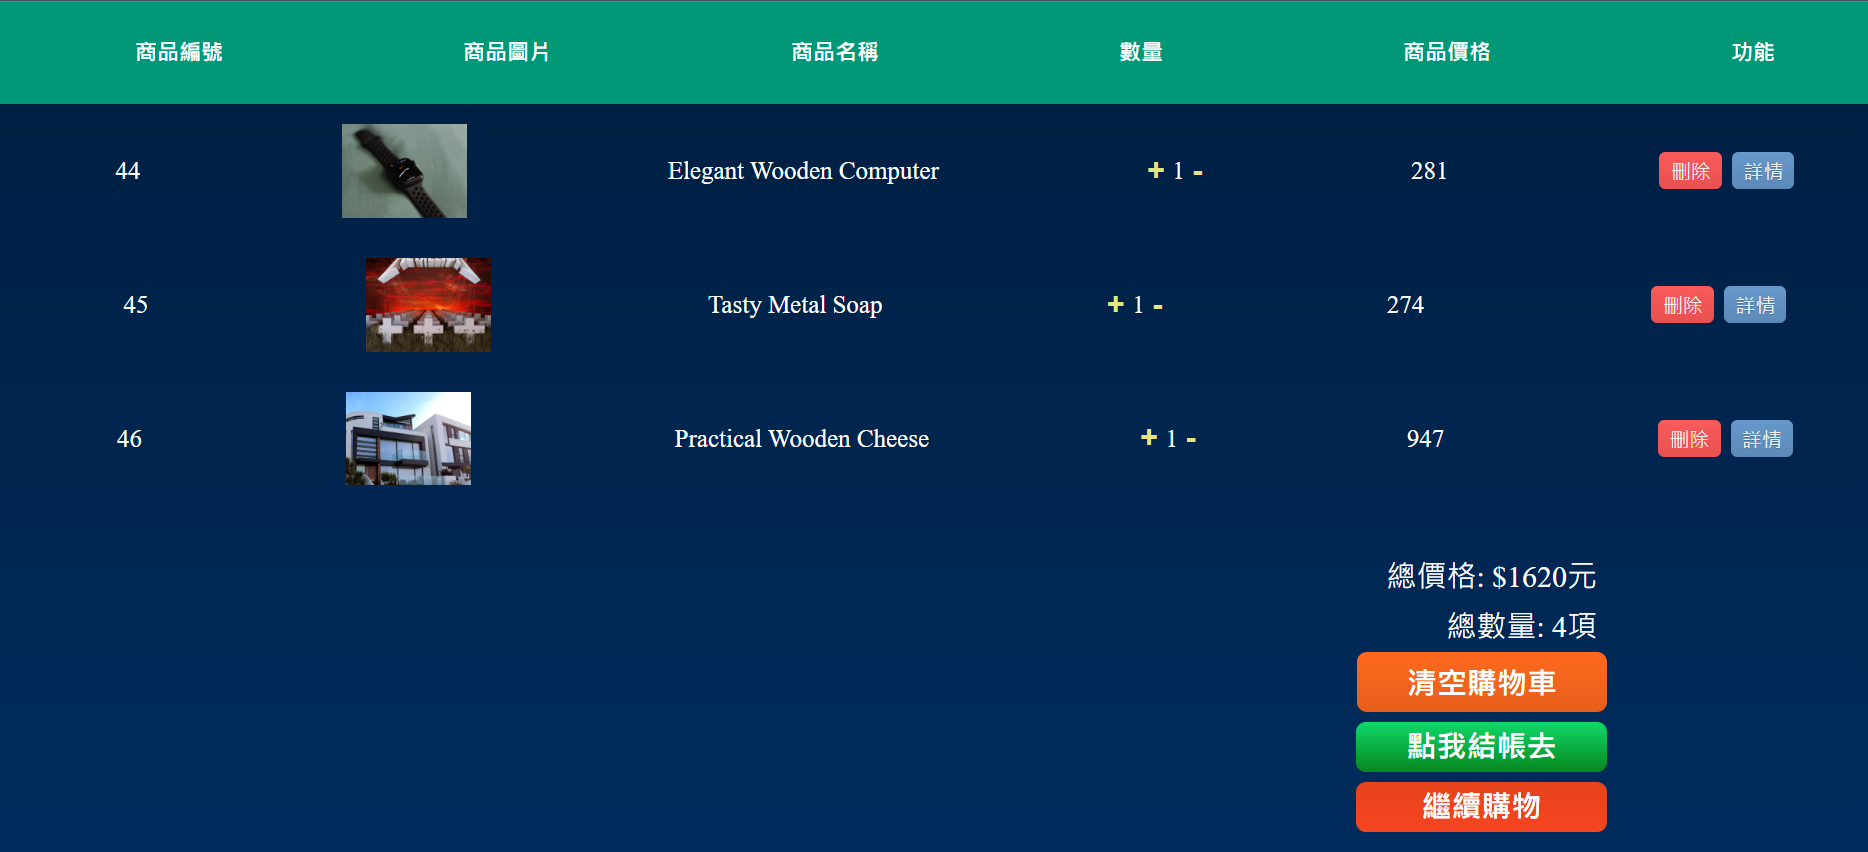 商品編號 商品圖片 商品名稱 數量 商品價格 功能
44 Elegant Wooden Computer + 1 - 281 刪除 詳情
45 Tasty Metal Soap + 1 - 274 刪除 詳情
46 Practical Wooden Cheese + 1 - 947 刪除 詳情
總價格: $1620元
總數量: 4項
清空購物車
點我結帳去
繼續購物